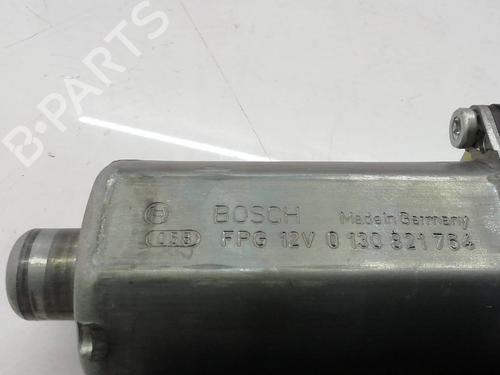 B-PARTS
BOSCH Made in Germany
FPG 12V 0 130 821 764